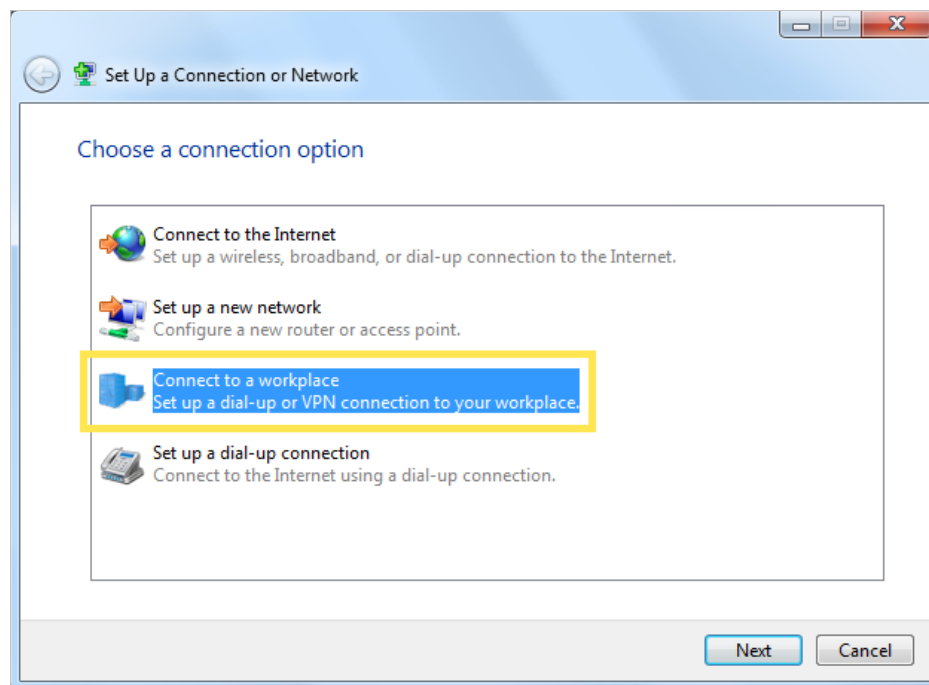 Set Up a Connection or Network
Choose a connection option
Connect to the Internet
Set up a wireless, broadband, or dial-up connection to the Internet.
Set up a new network
Configure a new router or access point.
Connect to a workplace
Set up a dial-up or VPN connection to your workplace.
Set up a dial-up connection
Connect to the Internet using a dial-up connection.
Next
Cancel